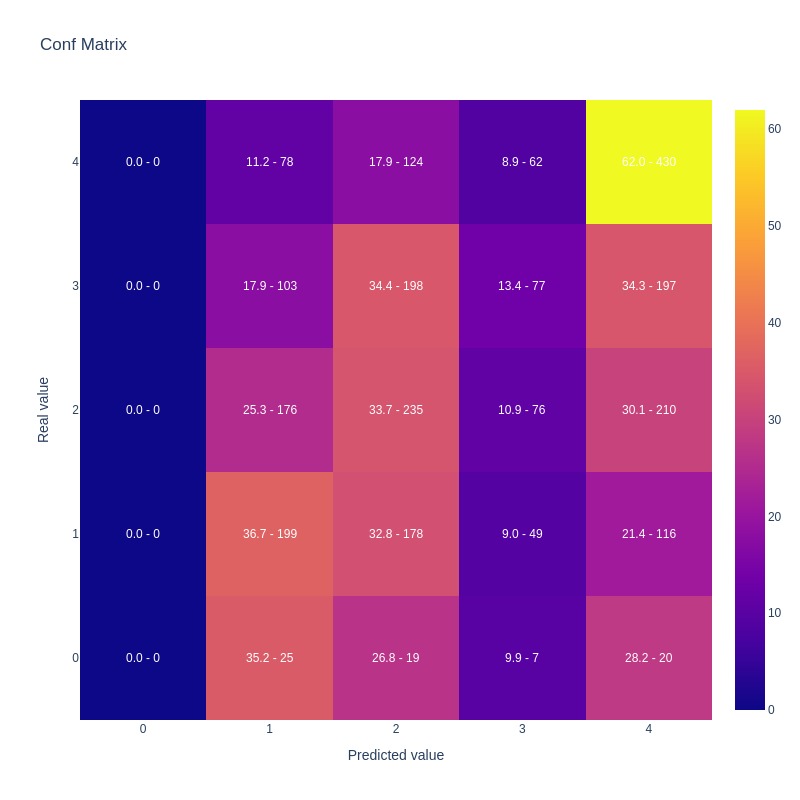 Conf Matrix
4
0.0 - 0
11.2 - 78
17.9 - 124
8.9 - 62
62.0 - 430
3
0.0 - 0
17.9 - 103
34.4 - 198
13.4 - 77
34.3 - 197
2
0.0 - 0
25.3 - 176
33.7 - 235
10.9 - 76
30.1 - 210
1
0.0 - 0
36.7 - 199
32.8 - 178
9.0 - 49
21.4 - 116
0
0.0 - 0
35.2 - 25
26.8 - 19
9.9 - 7
28.2 - 20
0
1
2
3
4
Predicted value
Real value
60
50
40
30
20
10
0